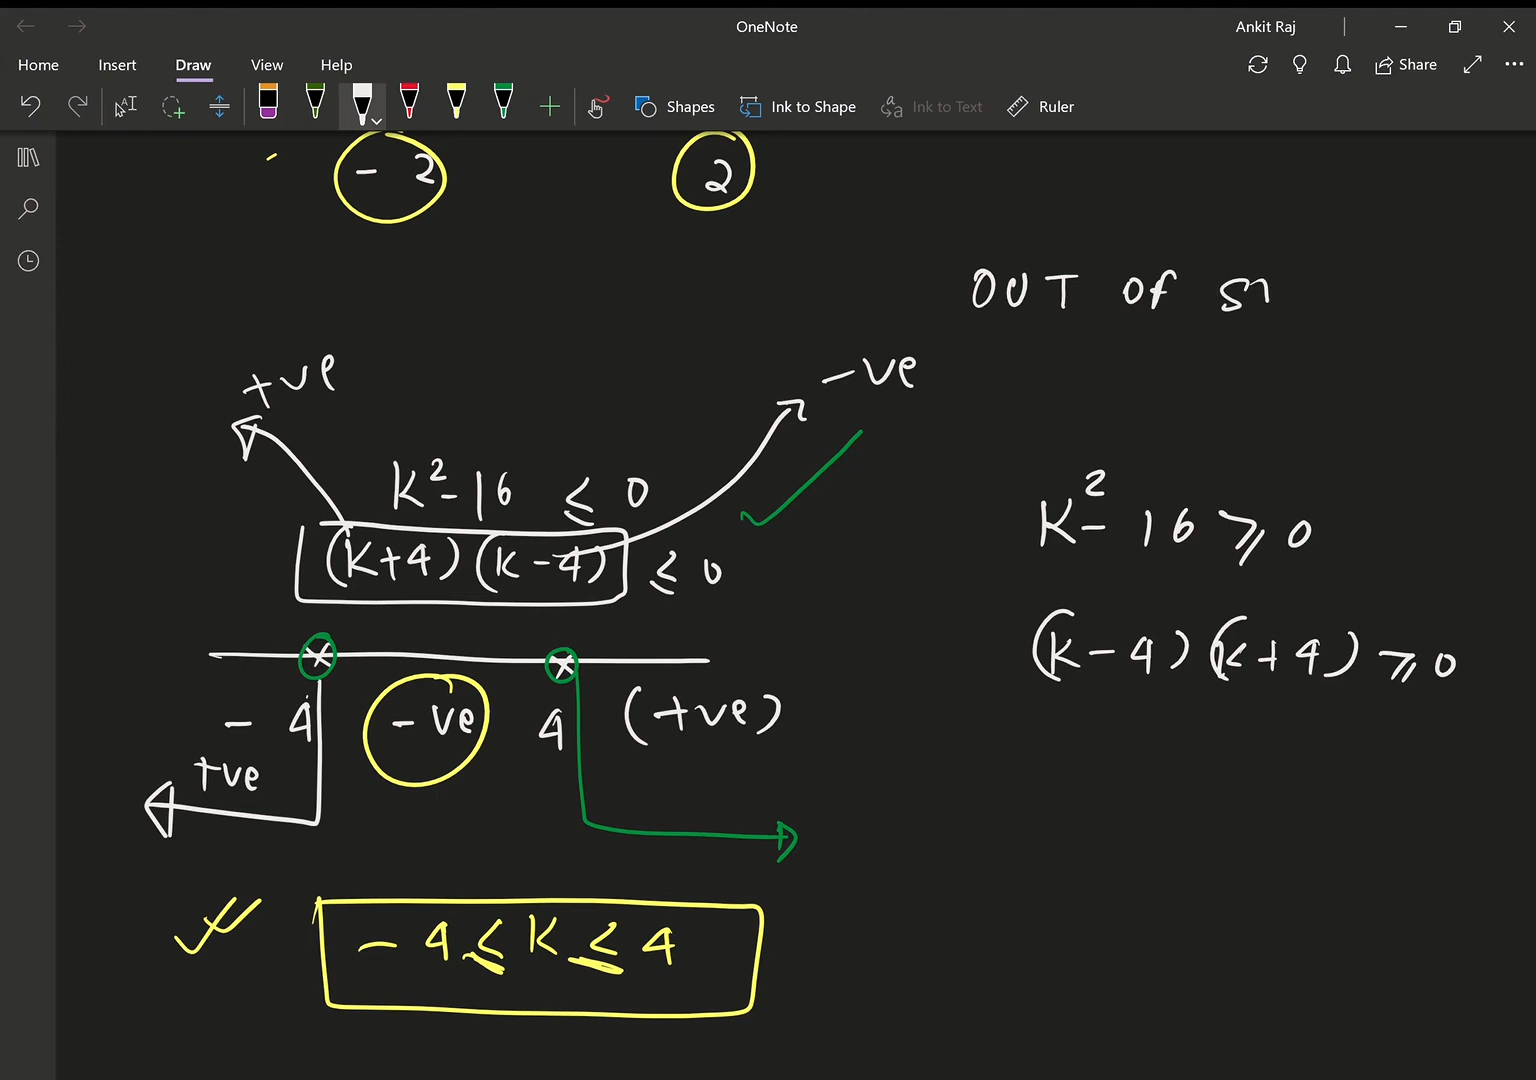 OneNote
Ankit Raj
Home Insert Draw View Help
Share
Shapes
Ink to Shape
Ink to Text
Ruler
- 2
2
OUT Of
+ve
-ve
K²-16 ≤ 0
(K+4)(K-4) ≤ 0
- 4
-ve
4
(+ve)
+ve
- 4 ≤ K ≤ 4
K²- 16 ≥ 0
(K-4)(K+4) ≥ 0